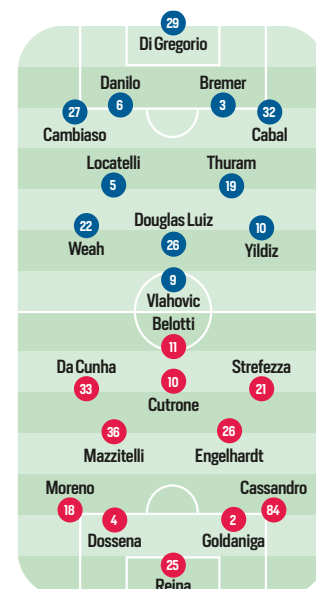 29
Di Gregorio
Danilo Bremer
27 6 3 32
Cambiaso Cabal
Locatelli Thuram
5 19
22 Douglas Luiz 10
Weah 26 Yildiz
9
Vlahovic
Belotti
11
Da Cunha Strefezza
33 10 21
Cutrone
36 26
Mazzitelli Engelhardt
Moreno Cassandro
18 4 2 84
Dossena Goldaniga
25
Reina